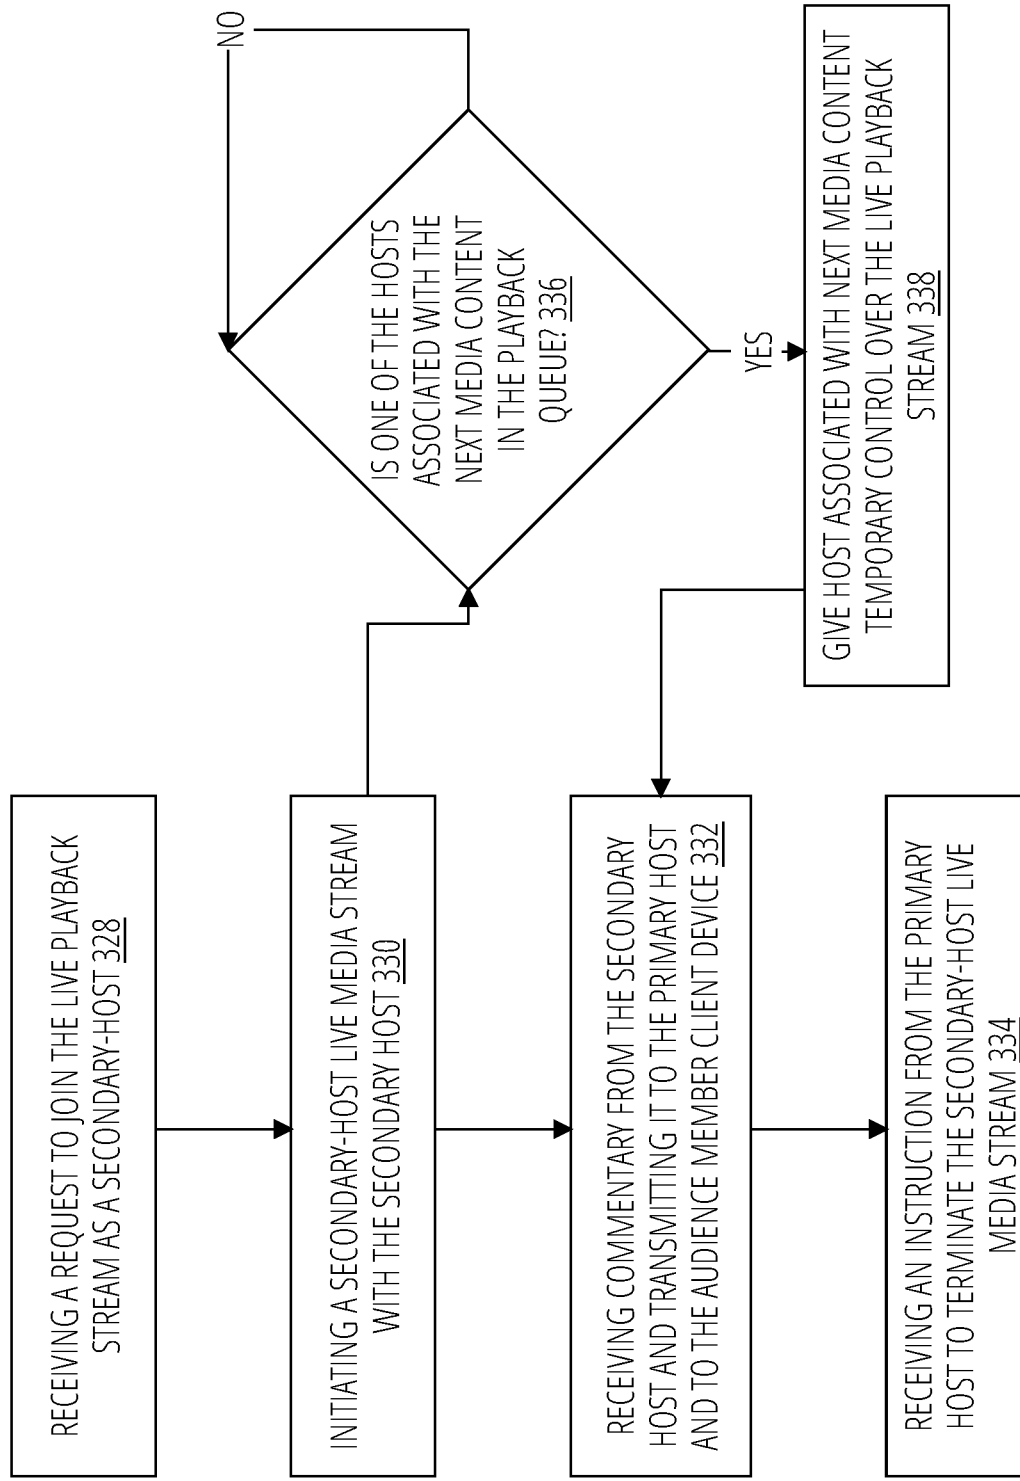 RECEIVING A REQUEST TO JOIN THE LIVE PLAYBACK
STREAM AS A SECONDARY-HOST 328
INITIATING A SECONDARY-HOST LIVE MEDIA STREAM
WITH THE SECONDARY HOST 330
RECEIVING COMMENTARY FROM THE SECONDARY
HOST AND TRANSMITTING IT TO THE PRIMARY HOST
AND TO THE AUDIENCE MEMBER CLIENT DEVICE 332
RECEIVING AN INSTRUCTION FROM THE PRIMARY
HOST TO TERMINATE THE SECONDARY-HOST LIVE
MEDIA STREAM 334
IS ONE OF THE HOSTS
ASSOCIATED WITH THE
NEXT MEDIA CONTENT
IN THE PLAYBACK
QUEUE? 336
NO
YES
GIVE HOST ASSOCIATED WITH NEXT MEDIA CONTENT
TEMPORARY CONTROL OVER THE LIVE PLAYBACK
STREAM 338